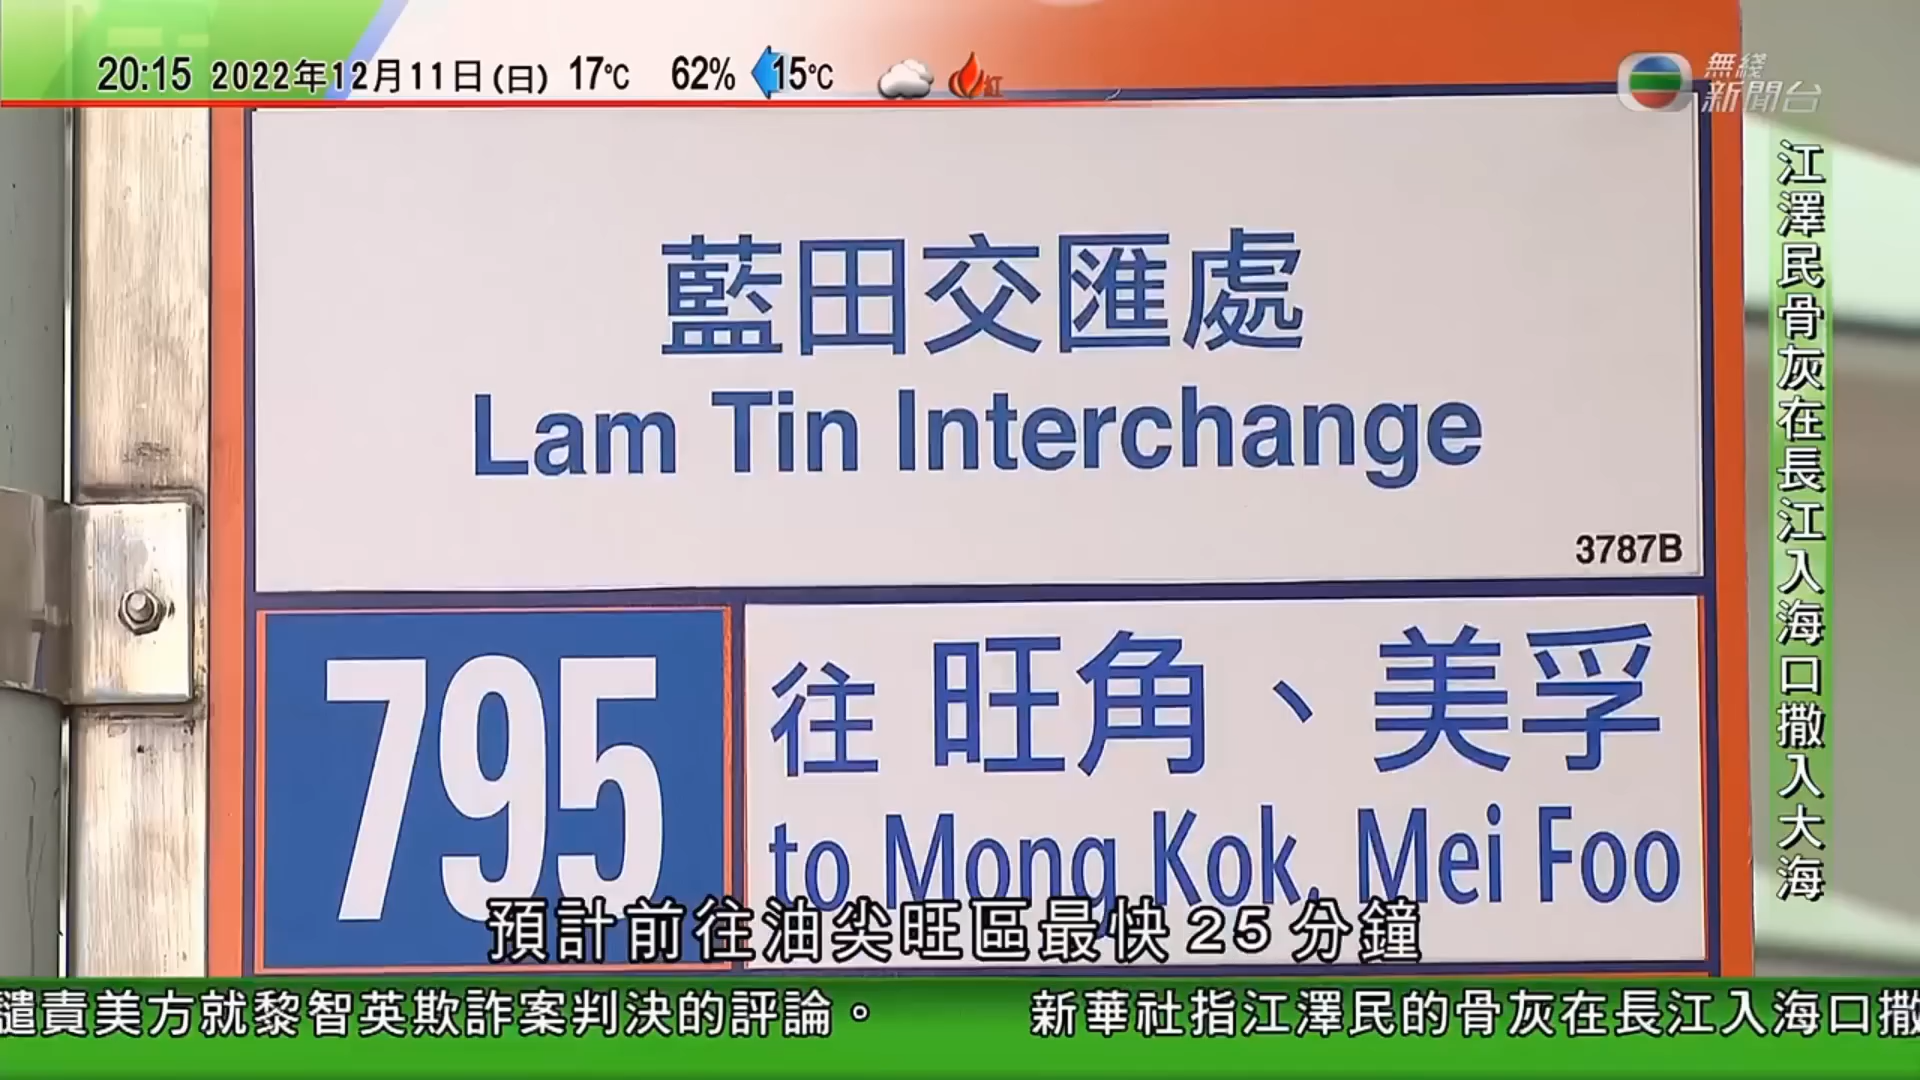 20:15 2022年12月11日(日) 17°C 62% 15°C 紅
無綫
新聞台
藍田交匯處
Lam Tin Interchange
3787B
795 往 旺角、美孚
to Mong Kok, Mei Foo
江澤民骨灰在長江入海口撒入大海
預計前往油尖旺區最快25分鐘
譴責美方就黎智英欺詐案判決的評論。 新華社指江澤民的骨灰在長江入海口撒